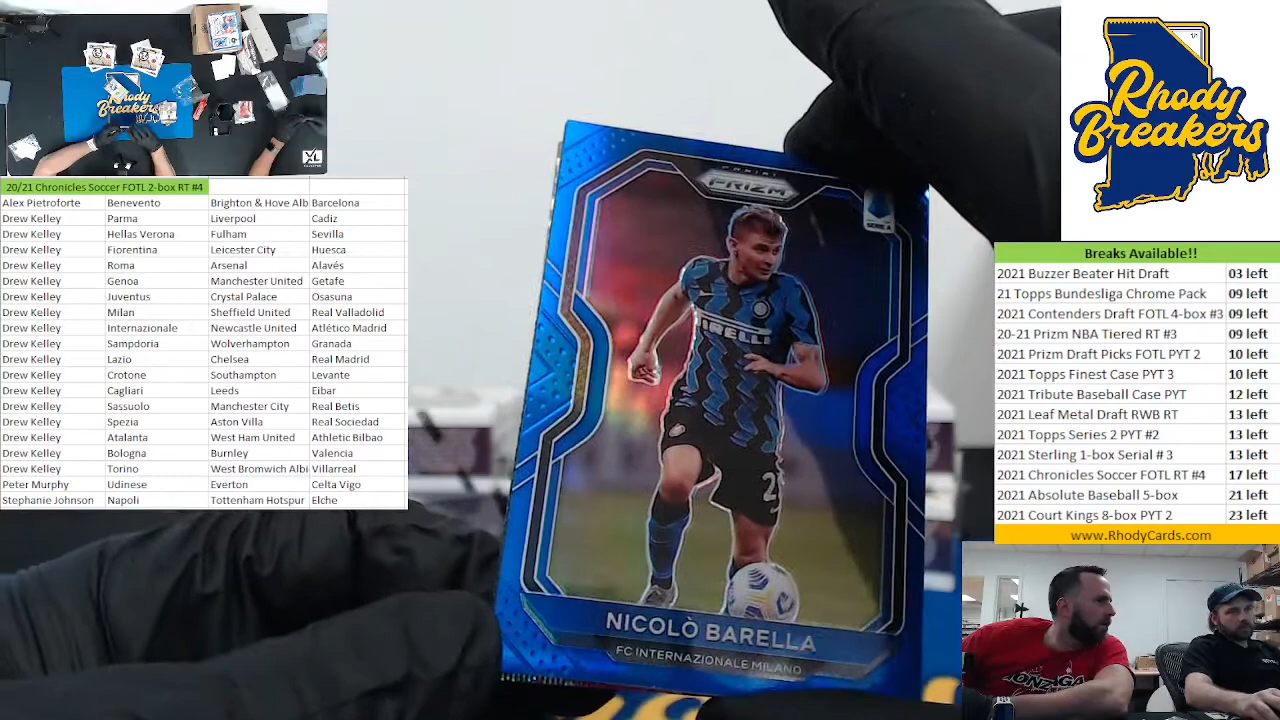 20/21 Chronicles Soccer FOTL 2-box RT #4
Alex Pietroforte Benevento Brighton & Hove Alb Barcelona
Drew Kelley Parma Liverpool Cadiz
Drew Kelley Hellas Verona Fulham Sevilla
Drew Kelley Fiorentina Leicester City Huesca
Drew Kelley Roma Arsenal Alavés
Drew Kelley Genoa Manchester United Getafe
Drew Kelley Juventus Crystal Palace Osasuna
Drew Kelley Milan Sheffield United Real Valladolid
Drew Kelley Internazionale Newcastle United Atlético Madrid
Drew Kelley Sampdoria Wolverhampton Granada
Drew Kelley Lazio Chelsea Real Madrid
Drew Kelley Crotone Southampton Levante
Drew Kelley Cagliari Leeds Eibar
Drew Kelley Sassuolo Manchester City Real Betis
Drew Kelley Spezia Aston Villa Real Sociedad
Drew Kelley Atalanta West Ham United Athletic Bilbao
Drew Kelley Bologna Burnley Valencia
Drew Kelley Torino West Bromwich Albi Villarreal
Peter Murphy Udinese Everton Celta Vigo
Stephanie Johnson Napoli Tottenham Hotspur Elche
Rhody
Breakers
XL
PANINI
PRIZM
SERIE A
PIRELLI
2
NICOLÒ BARELLA
FC INTERNAZIONALE MILANO
Rhody
Breakers
Breaks Available!!
2021 Buzzer Beater Hit Draft 03 left
21 Topps Bundesliga Chrome Pack 09 left
2021 Contenders Draft FOTL 4-box #3 09 left
20-21 Prizm NBA Tiered RT #3 09 left
2021 Prizm Draft Picks FOTL PYT 2 10 left
2021 Topps Finest Case PYT 3 10 left
2021 Tribute Baseball Case PYT 12 left
2021 Leaf Metal Draft RWB RT 13 left
2021 Topps Series 2 PYT #2 13 left
2021 Sterling 1-box Serial # 3 13 left
2021 Chronicles Soccer FOTL RT #4 17 left
2021 Absolute Baseball 5-box 21 left
2021 Court Kings 8-box PYT 2 23 left
www.RhodyCards.com
GONZAGA